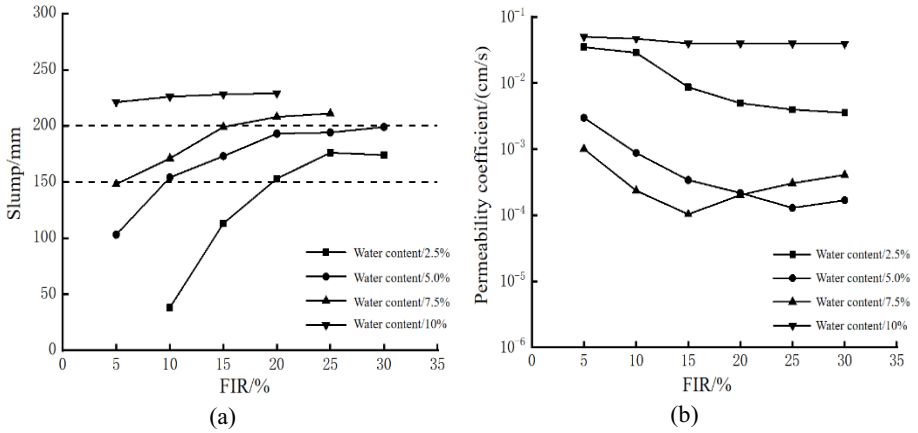 Slump/mm
300
250
200
150
100
50
0
Water content/2.5%
Water content/5.0%
Water content/7.5%
Water content/10%
0 5 10 15 20 25 30 35
FIR/%
(a)
Permeability coefficient/(cm/s)
10⁻¹
10⁻²
10⁻³
10⁻⁴
10⁻⁵
10⁻⁶
Water content/2.5%
Water content/5.0%
Water content/7.5%
Water content/10%
0 5 10 15 20 25 30 35
FIR/%
(b)